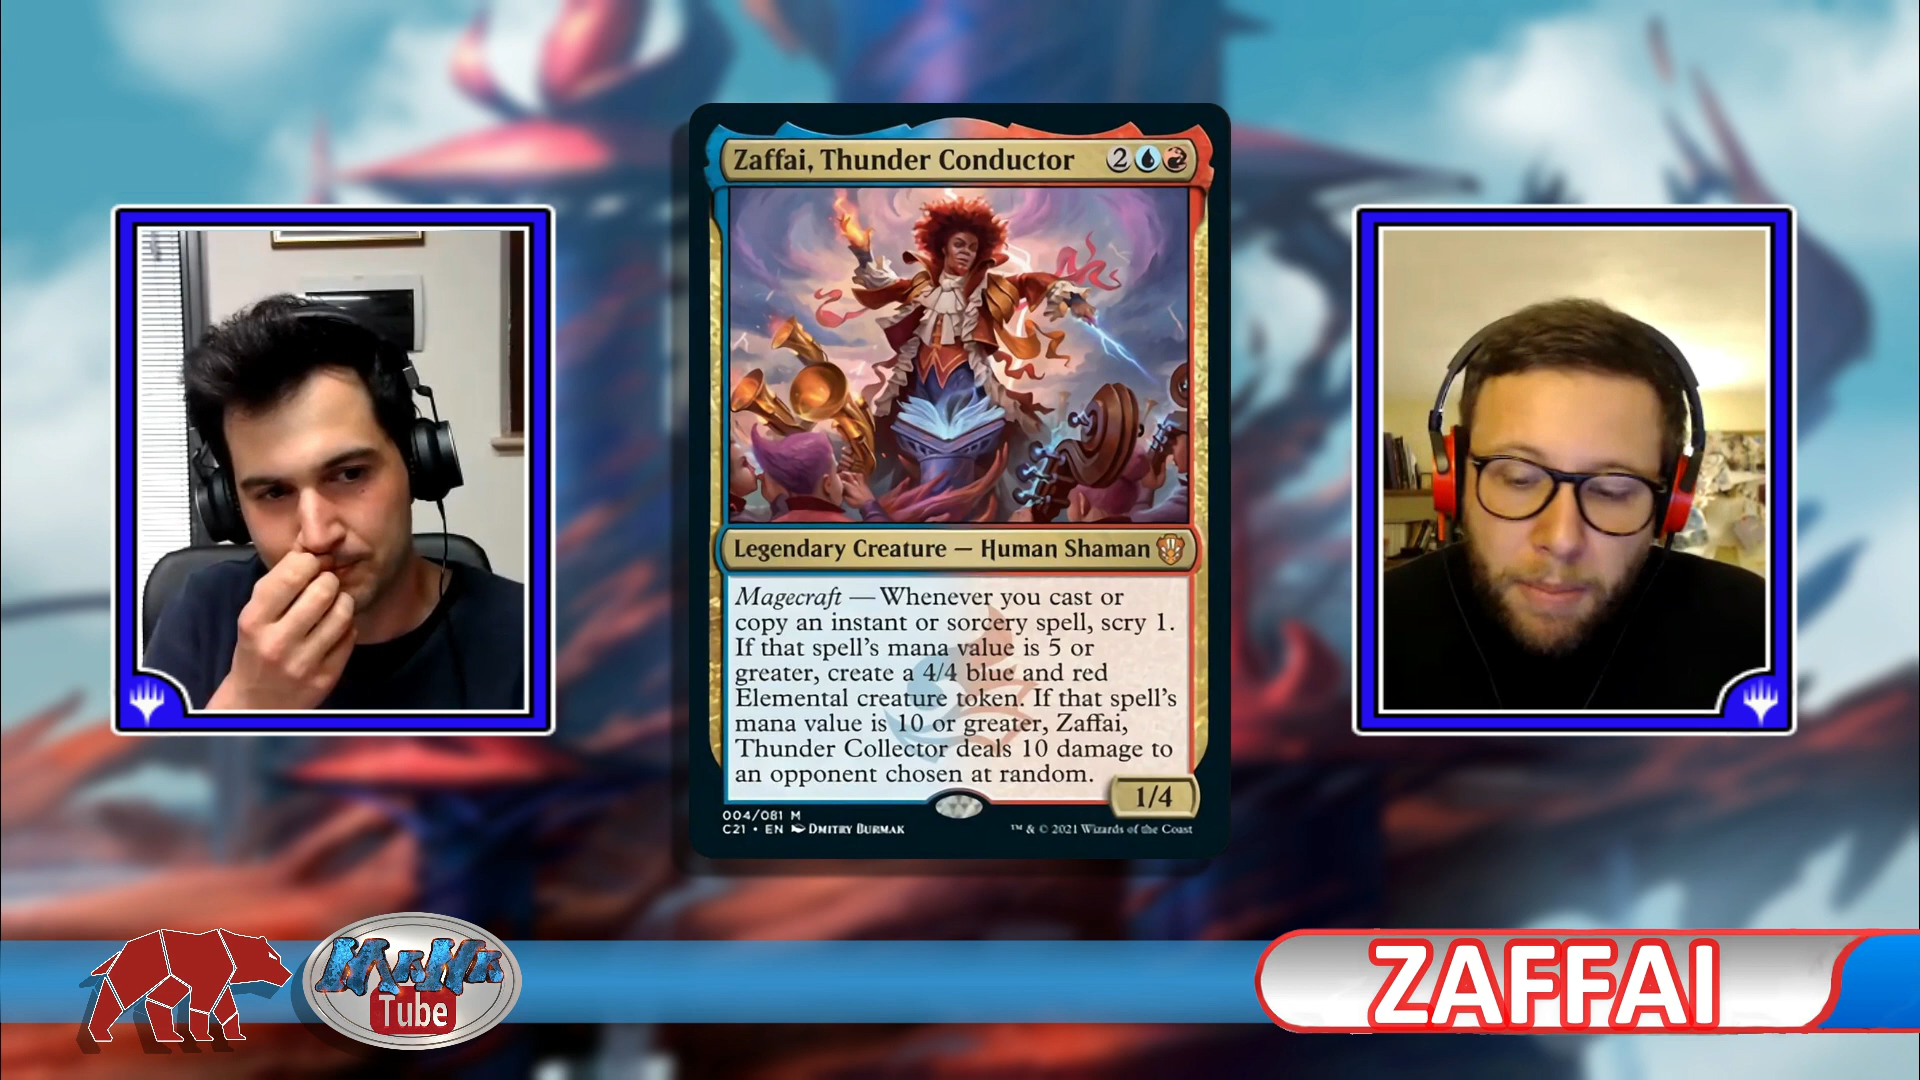 Zaffai, Thunder Conductor 2
Legendary Creature — Human Shaman
Magecraft — Whenever you cast or
copy an instant or sorcery spell, scry 1.
If that spell's mana value is 5 or
greater, create a 4/4 blue and red
Elemental creature token. If that spell's
mana value is 10 or greater, Zaffai,
Thunder Collector deals 10 damage to
an opponent chosen at random.
1/4
004/081 M
C21 • EN Dmitry Burmak
™ & © 2021 Wizards of the Coast
MaNa
Tube
ZAFFAI